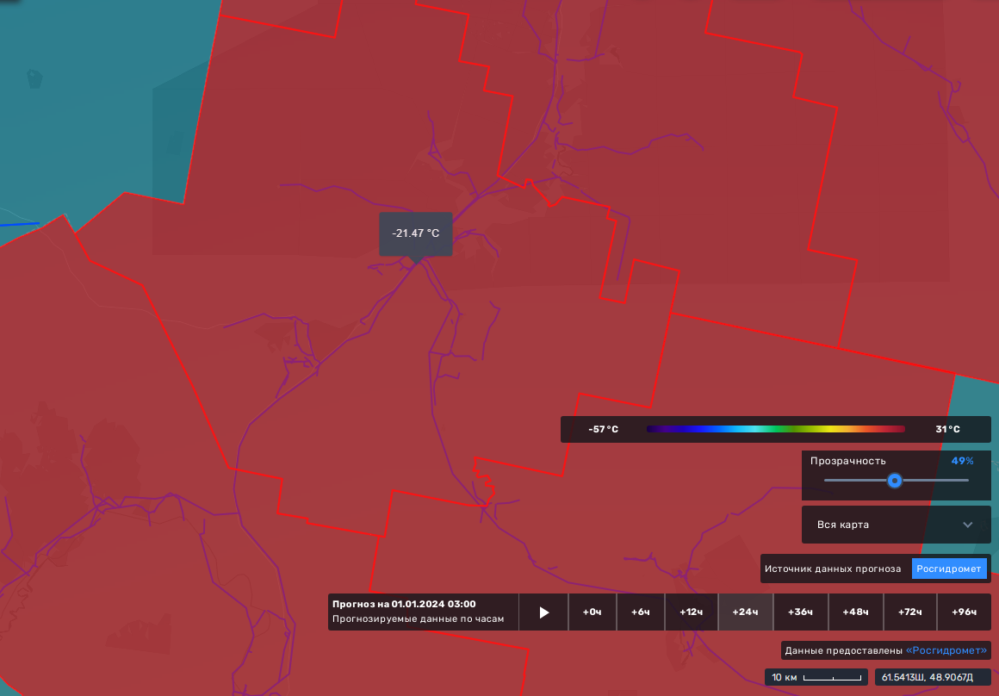 -21.47 °C
-57 °C
31 °C
Прозрачность
49%
Вся карта
Источник данных прогноза
Росгидромет
Прогноз на 01.01.2024 03:00
Прогнозируемые данные по часам
+0ч
+6ч
+12ч
+24ч
+36ч
+48ч
+72ч
+96ч
Данные предоставлены «Росгидромет»
10 км
61.5413Ш, 48.9067Д